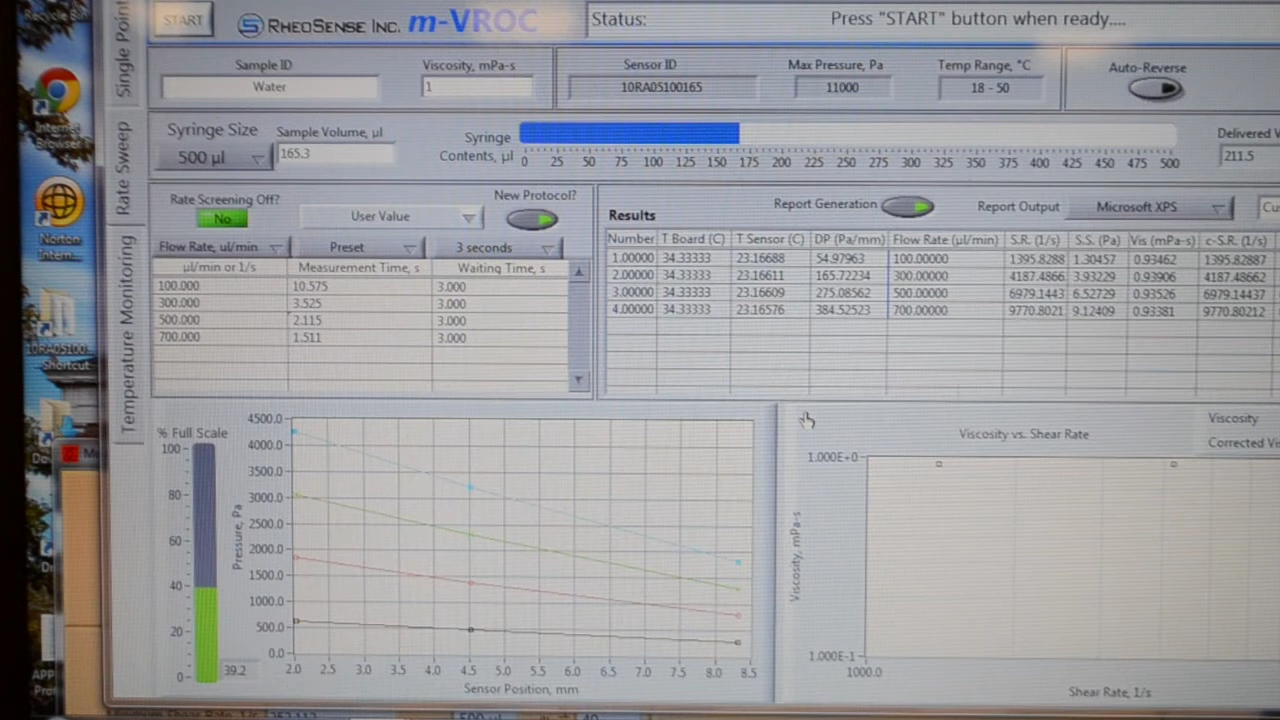 START
RHEOSENSE INC. m-VROC
Status:
Press "START" button when ready....
Single Point
Rate Sweep
Temperature Monitoring
Sample ID
Water
Viscosity, mPa-s
1
Sensor ID
10RA05100165
Max Pressure, Pa
11000
Temp Range, °C
18 - 50
Auto-Reverse
Syringe Size
500 µl
Sample Volume, µl
165.3
Syringe
Contents, µl
0 25 50 75 100 125 150 175 200 225 250 275 300 325 350 375 400 425 450 475 500
Delivered V
211.5
Rate Screening Off?
No
User Value
New Protocol?
Flow Rate, ul/min
Preset
3 seconds
µl/min or 1/s Measurement Time, s Waiting Time, s
100.000 10.575 3.000
300.000 3.525 3.000
500.000 2.115 3.000
700.000 1.511 3.000
Results
Report Generation
Report Output
Microsoft XPS
Cu
Number T Board (C) T Sensor (C) DP (Pa/mm) Flow Rate (µl/min) S.R. (1/s) S.S. (Pa) Vis (mPa-s) c-S.R. (1/s)
1.00000 34.33333 23.16688 54.97963 100.00000 1395.8288 1.30457 0.93462 1395.82887
2.00000 34.33333 23.16611 165.72234 300.00000 4187.4866 3.93229 0.93906 4187.48662
3.00000 34.33333 23.16609 275.08562 500.00000 6979.1443 6.52729 0.93526 6979.14437
4.00000 34.33333 23.16576 384.52523 700.00000 9770.8021 9.12409 0.93381 9770.80212
% Full Scale
100
80
60
40
20
0
39.2
Pressure, Pa
4500.0
4000.0
3500.0
3000.0
2500.0
2000.0
1500.0
1000.0
500.0
0.0
2.0 2.5 3.0 3.5 4.0 4.5 5.0 5.5 6.0 6.5 7.0 7.5 8.0 8.5
Sensor Position, mm
Viscosity vs. Shear Rate
Viscosity
Corrected Vis
Viscosity, mPa-s
1.000E+0
1.000E-1
1000.0
Shear Rate, 1/s
Recycle Bin
Internet
Browser
Norton
Intern...
10RA05100...
Shortcut
APP